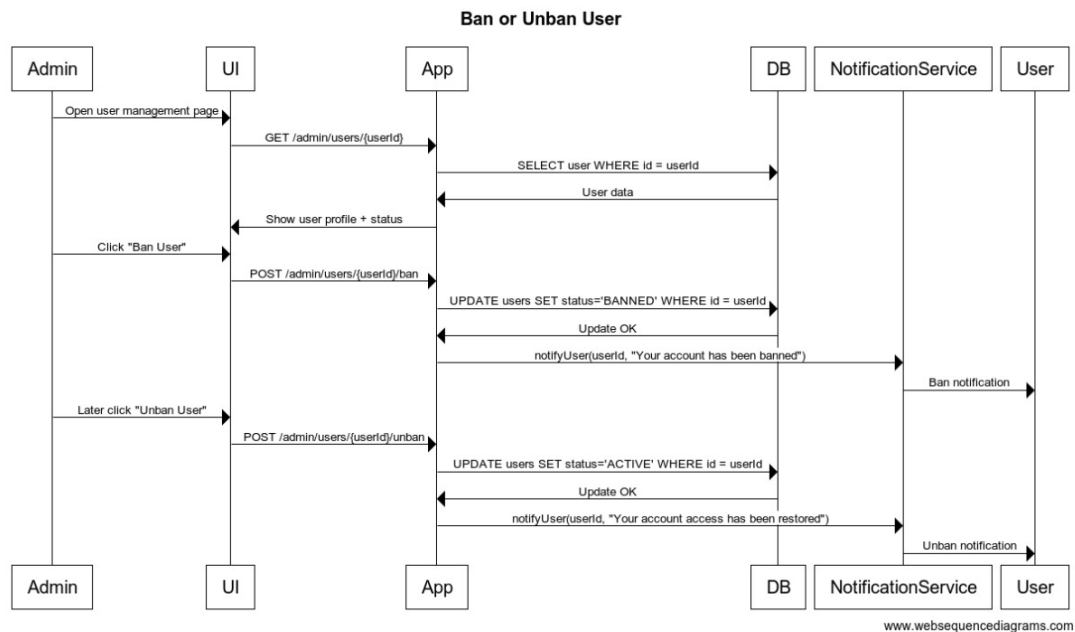 Ban or Unban User
Admin UI App DB NotificationService User
Open user management page
GET /admin/users/{userId}
SELECT user WHERE id = userId
User data
Show user profile + status
Click "Ban User"
POST /admin/users/{userId}/ban
UPDATE users SET status='BANNED' WHERE id = userId
Update OK
notifyUser(userId, "Your account has been banned")
Ban notification
Later click "Unban User"
POST /admin/users/{userId}/unban
UPDATE users SET status='ACTIVE' WHERE id = userId
Update OK
notifyUser(userId, "Your account access has been restored")
Unban notification
Admin UI App DB NotificationService User
www.websequencediagrams.com